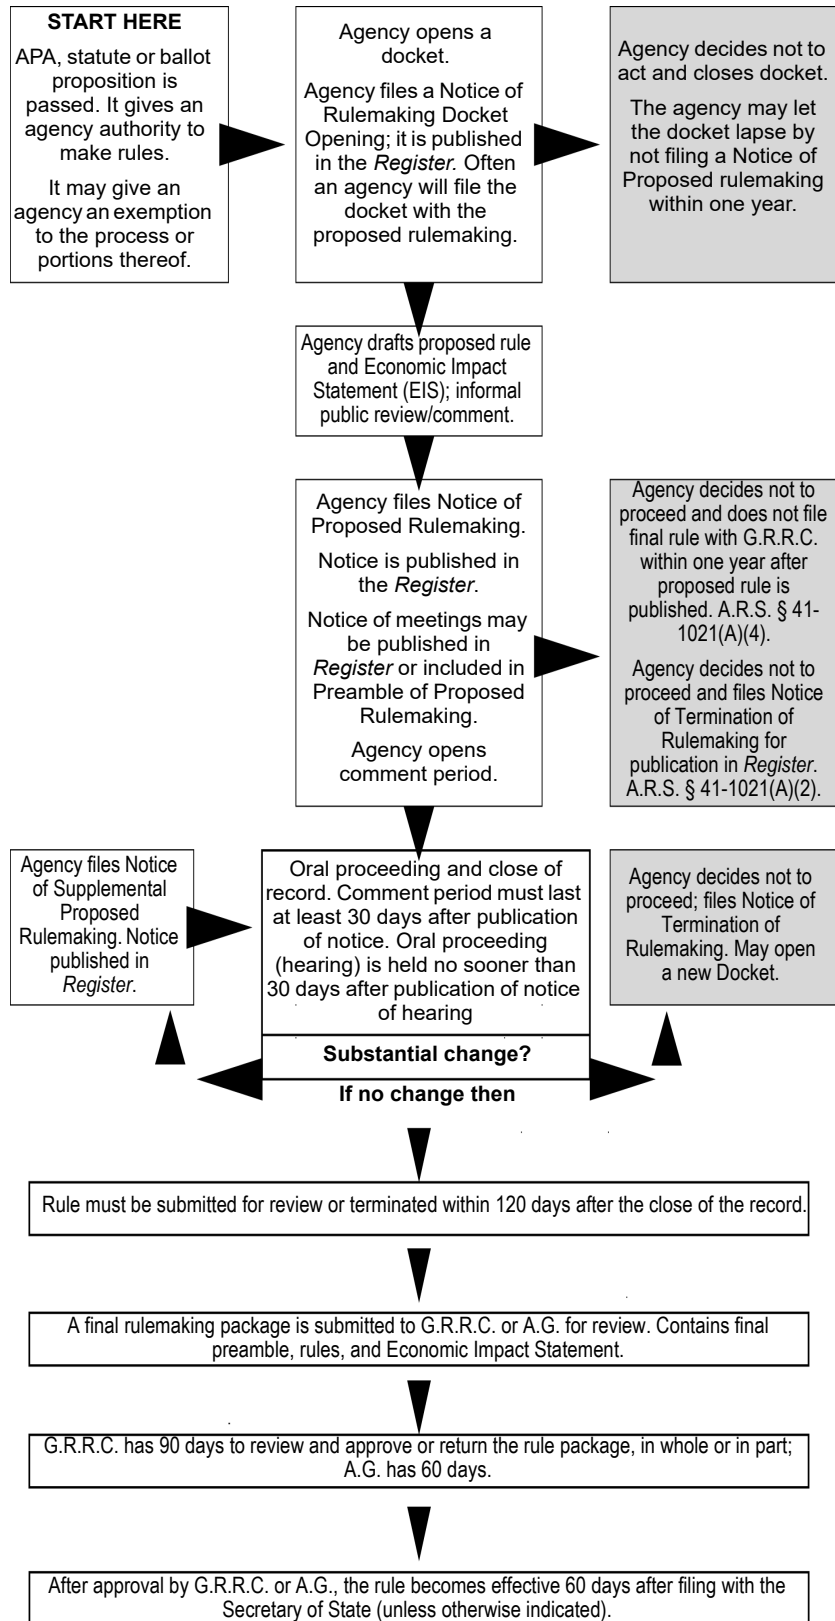 START HERE
APA, statute or ballot
proposition is
passed. It gives an
agency authority to
make rules.
It may give an
agency an exemption
to the process or
portions thereof.
Agency opens a
docket.
Agency files a Notice of
Rulemaking Docket
Opening; it is published
in the Register. Often
an agency will file the
docket with the
proposed rulemaking.
Agency decides not to
act and closes docket.
The agency may let
the docket lapse by
not filing a Notice of
Proposed rulemaking
within one year.
Agency drafts proposed rule
and Economic Impact
Statement (EIS); informal
public review/comment.
Agency files Notice of
Proposed Rulemaking.
Notice is published in
the Register.
Notice of meetings may
be published in
Register or included in
Preamble of Proposed
Rulemaking.
Agency opens
comment period.
Agency decides not to
proceed and does not file
final rule with G.R.R.C.
within one year after
proposed rule is
published. A.R.S. § 41-
1021(A)(4).
Agency decides not to
proceed and files Notice
of Termination of
Rulemaking for
publication in Register.
A.R.S. § 41-1021(A)(2).
Agency files Notice
of Supplemental
Proposed
Rulemaking. Notice
published in
Register.
Oral proceeding and close of
record. Comment period must last
at least 30 days after publication
of notice. Oral proceeding
(hearing) is held no sooner than
30 days after publication of notice
of hearing
Agency decides not to
proceed; files Notice of
Termination of
Rulemaking. May open
a new Docket.
Substantial change?
If no change then
Rule must be submitted for review or terminated within 120 days after the close of the record.
A final rulemaking package is submitted to G.R.R.C. or A.G. for review. Contains final
preamble, rules, and Economic Impact Statement.
G.R.R.C. has 90 days to review and approve or return the rule package, in whole or in part;
A.G. has 60 days.
After approval by G.R.R.C. or A.G., the rule becomes effective 60 days after filing with the
Secretary of State (unless otherwise indicated).